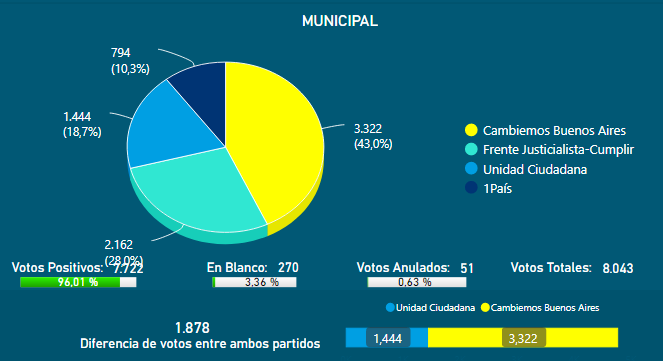 MUNICIPAL
794
(10,3%)
1.444
(18,7%)
3.322
(43,0%)
2.162
(28,0%)
Cambiemos Buenos Aires
Frente Justicialista-Cumplir
Unidad Ciudadana
1País
Votos Positivos: 7.722
96,01 %
En Blanco: 270
3,36 %
Votos Anulados: 51
0,63 %
Votos Totales: 8.043
Unidad Ciudadana Cambiemos Buenos Aires
1.878
Diferencia de votos entre ambos partidos
1,444 3,322